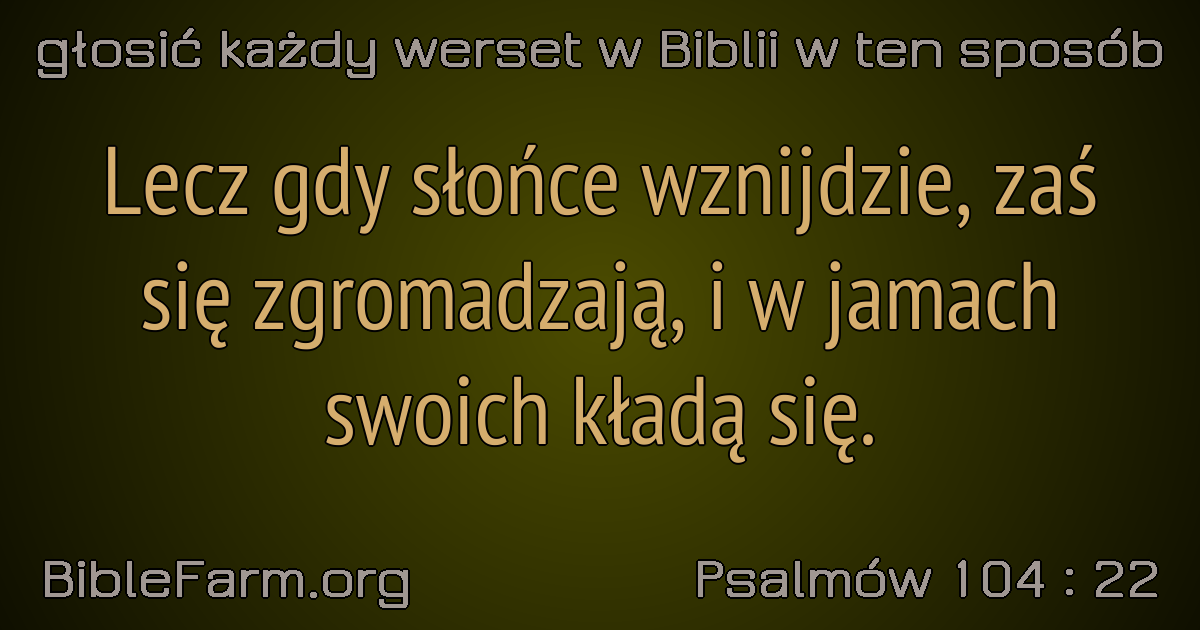 głosić każdy werset w Biblii w ten sposób
Lecz gdy słońce wznijdzie, zaś
się zgromadzają, i w jamach
swoich kładą się.
BibleFarm.org
Psalmów 104 : 22